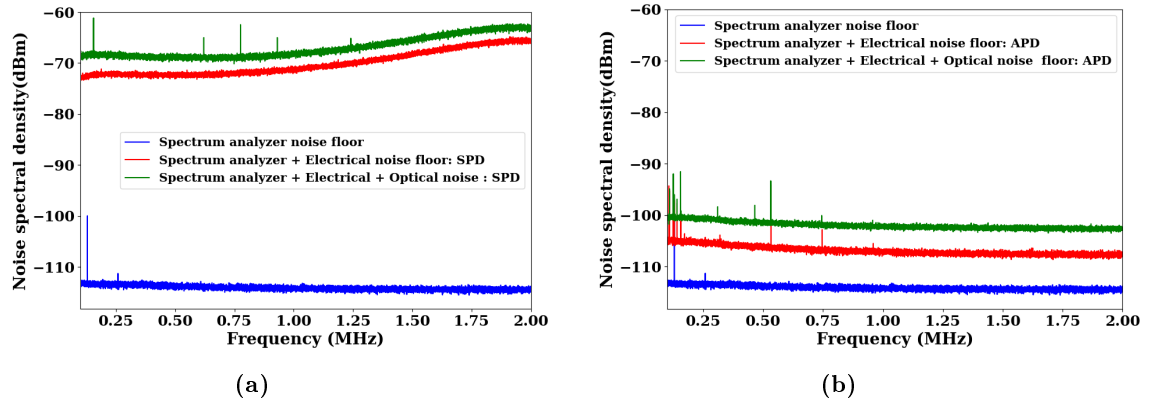 −60
−70
−80
−90
−100
−110
Noise spectral density(dBm)
Spectrum analyzer noise floor
Spectrum analyzer + Electrical noise floor: SPD
Spectrum analyzer + Electrical + Optical noise : SPD
0.25 0.50 0.75 1.00 1.25 1.50 1.75 2.00
Frequency (MHz)
(a)
−60
−70
−80
−90
−100
−110
Noise spectral density(dBm)
Spectrum analyzer noise floor
Spectrum analyzer + Electrical noise floor: APD
Spectrum analyzer + Electrical + Optical noise  floor: APD
0.25 0.50 0.75 1.00 1.25 1.50 1.75 2.00
Frequency (MHz)
(b)